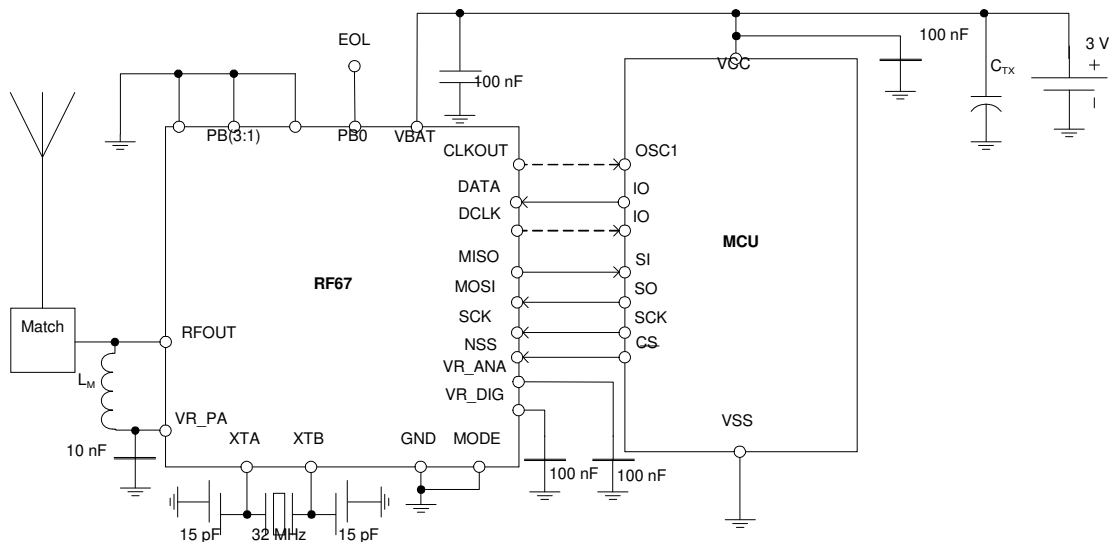 EOL
100 nF
3 V
+
100 nF
VCC
C_TX
PB(3:1)
PB0
VBAT
CLKOUT
OSC1
DATA
IO
DCLK
IO
RF67
MCU
MISO
SI
MOSI
SO
SCK
SCK
NSS
CS
VR_ANA
VR_DIG
Match
RFOUT
L_M
VR_PA
10 nF
XTA
XTB
GND
MODE
VSS
100 nF
100 nF
15 pF
32 MHz
15 pF